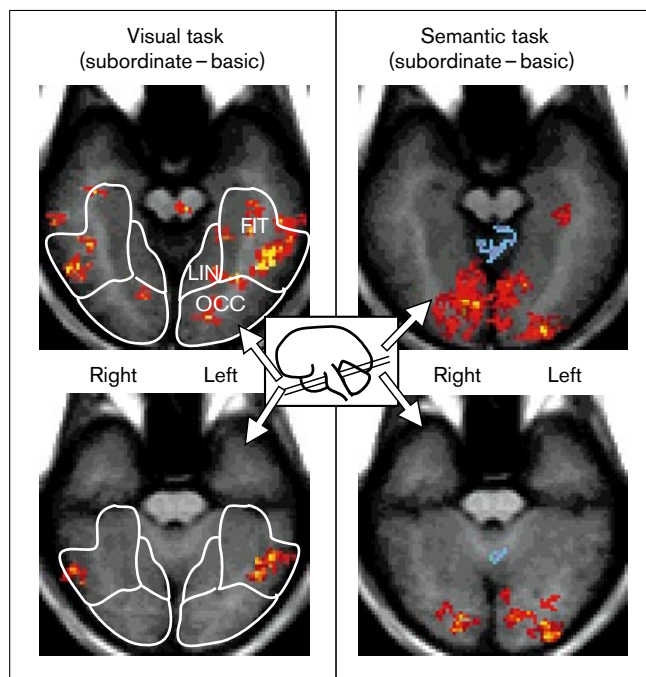 Visual task
(subordinate – basic)
Semantic task
(subordinate – basic)
FIT
LIN
OCC
Right
Left
Right
Left